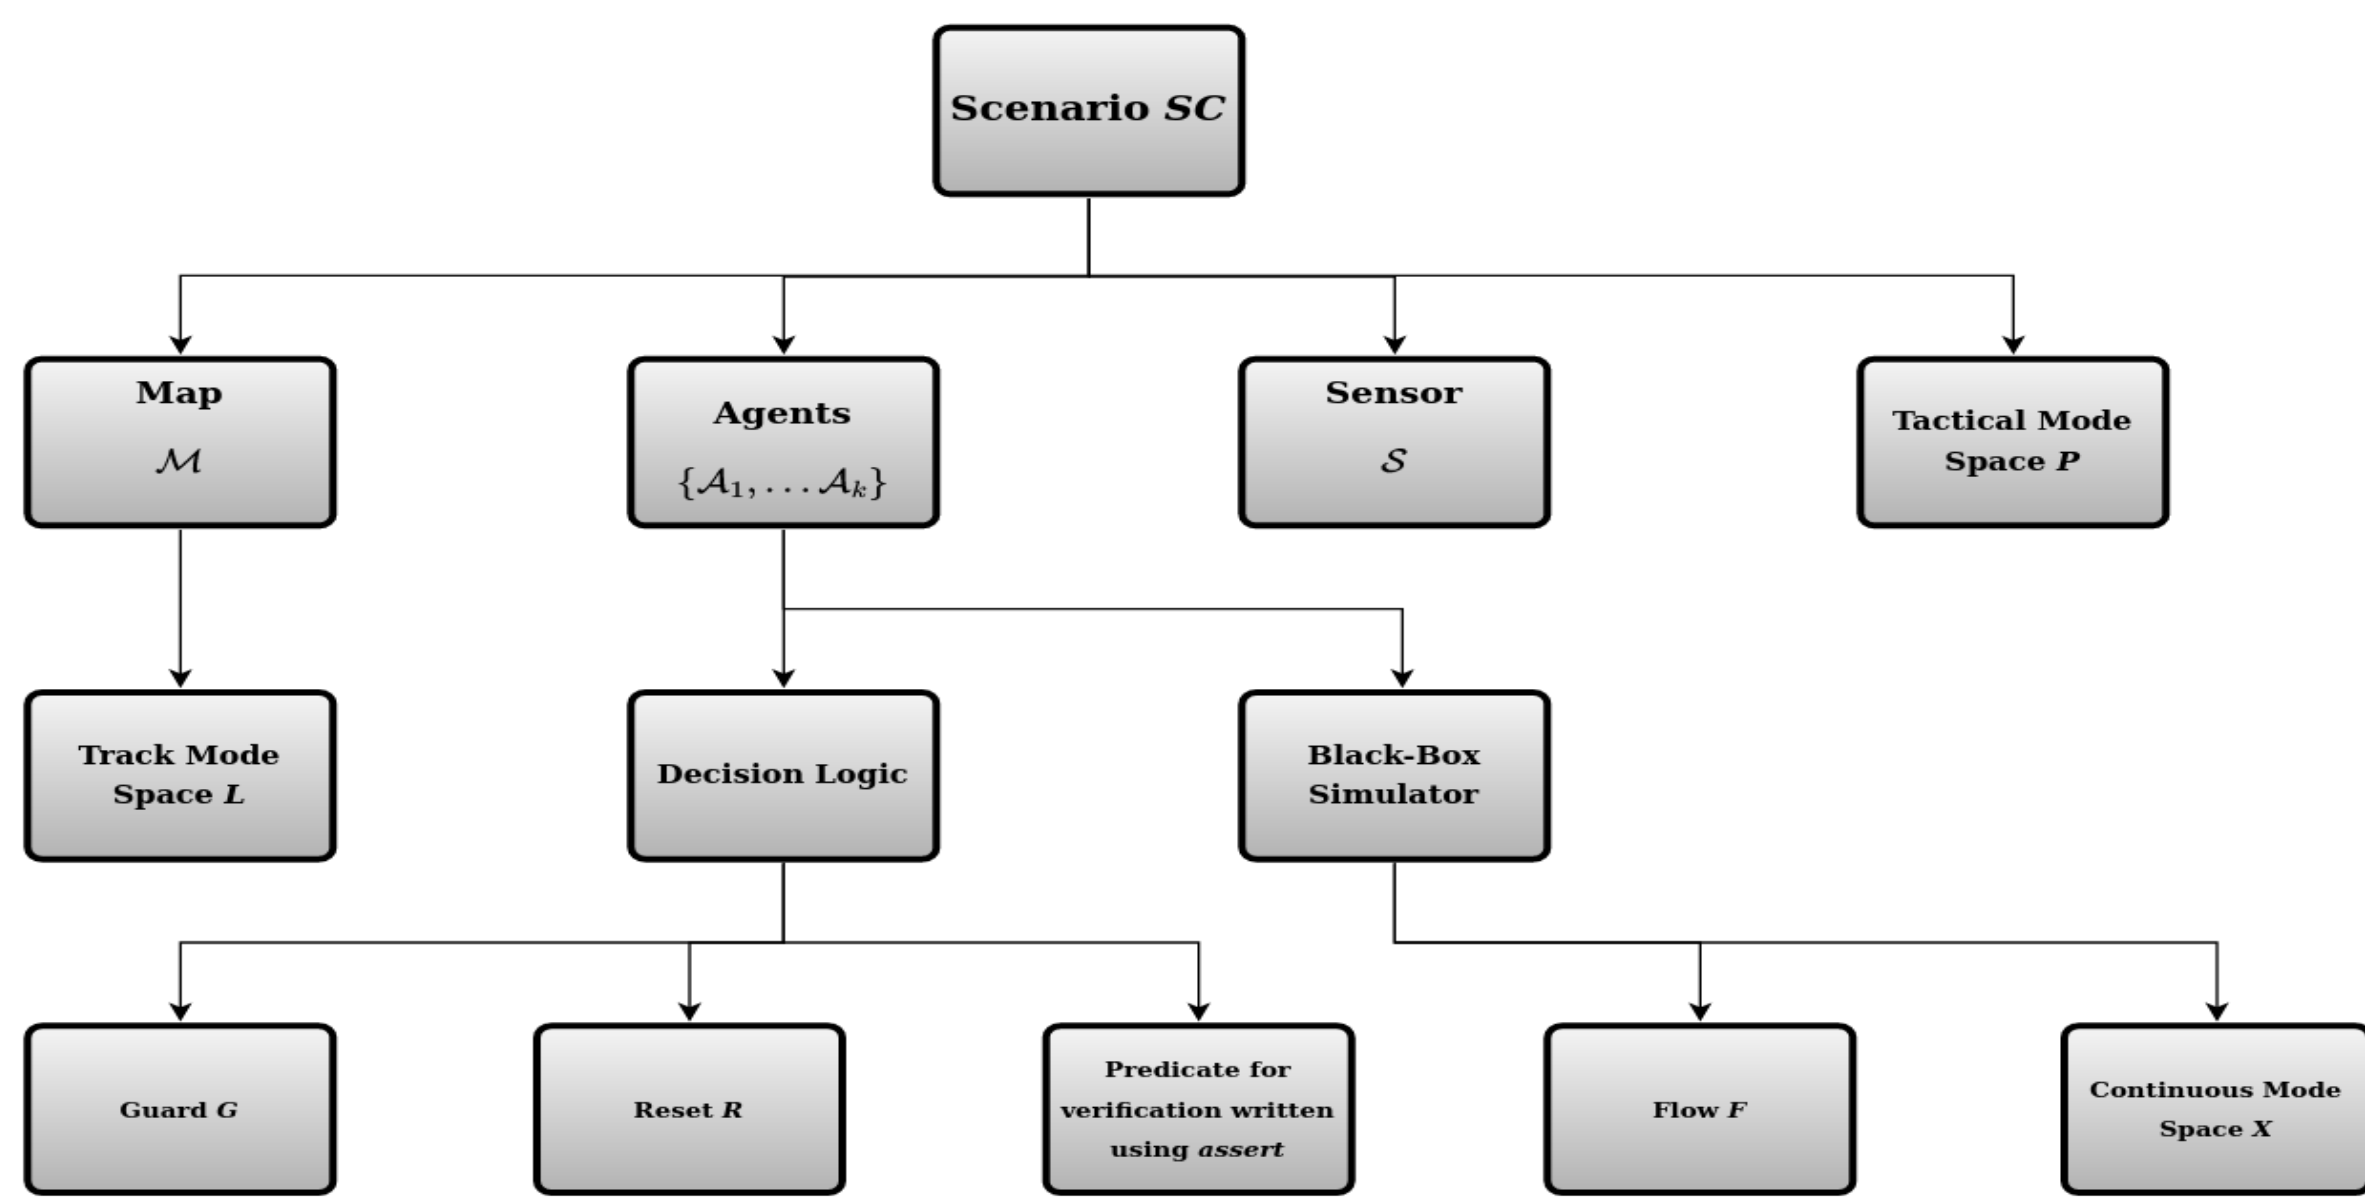 Scenario SC
Map
ℳ
Agents
{𝒜₁, … 𝒜ₖ}
Sensor
𝒮
Tactical Mode
Space P
Track Mode
Space L
Decision Logic
Black-Box
Simulator
Guard G
Reset R
Predicate for
verification written
using assert
Flow F
Continuous Mode
Space X